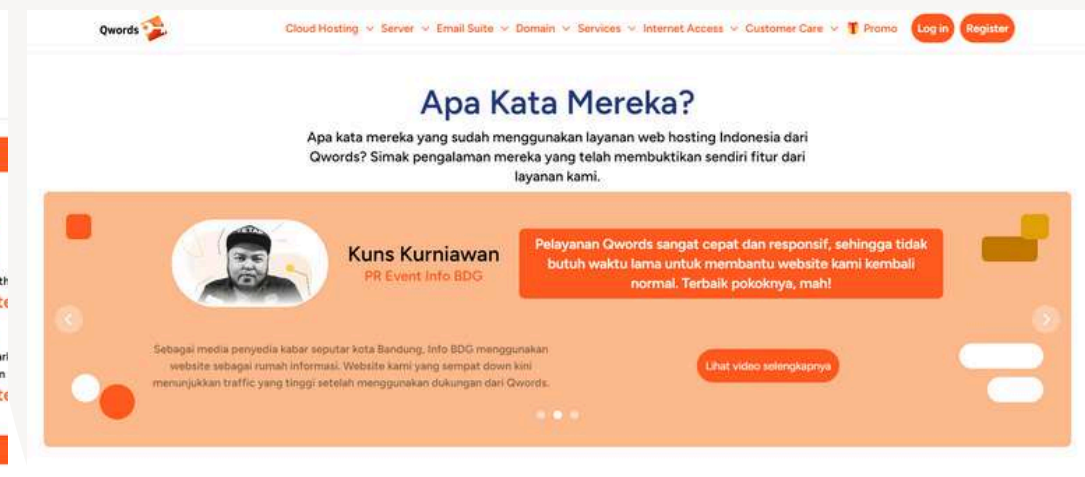 Qwords
Cloud Hosting Server Email Suite Domain Services Internet Access Customer Care Promo Log in Register
Apa Kata Mereka?
Apa kata mereka yang sudah menggunakan layanan web hosting Indonesia dari
Qwords? Simak pengalaman mereka yang telah membuktikan sendiri fitur dari
layanan kami.
Kuns Kurniawan
PR Event Info BDG
Pelayanan Qwords sangat cepat dan responsif, sehingga tidak
butuh waktu lama untuk membantu website kami kembali
normal. Terbaik pokoknya, mah!
Sebagai media penyedia kabar seputar kota Bandung, Info BDG menggunakan
website sebagai rumah informasi. Website kami yang sempat down kini
menunjukkan traffic yang tinggi setelah menggunakan dukungan dari Qwords.
Lihat video selengkapnya